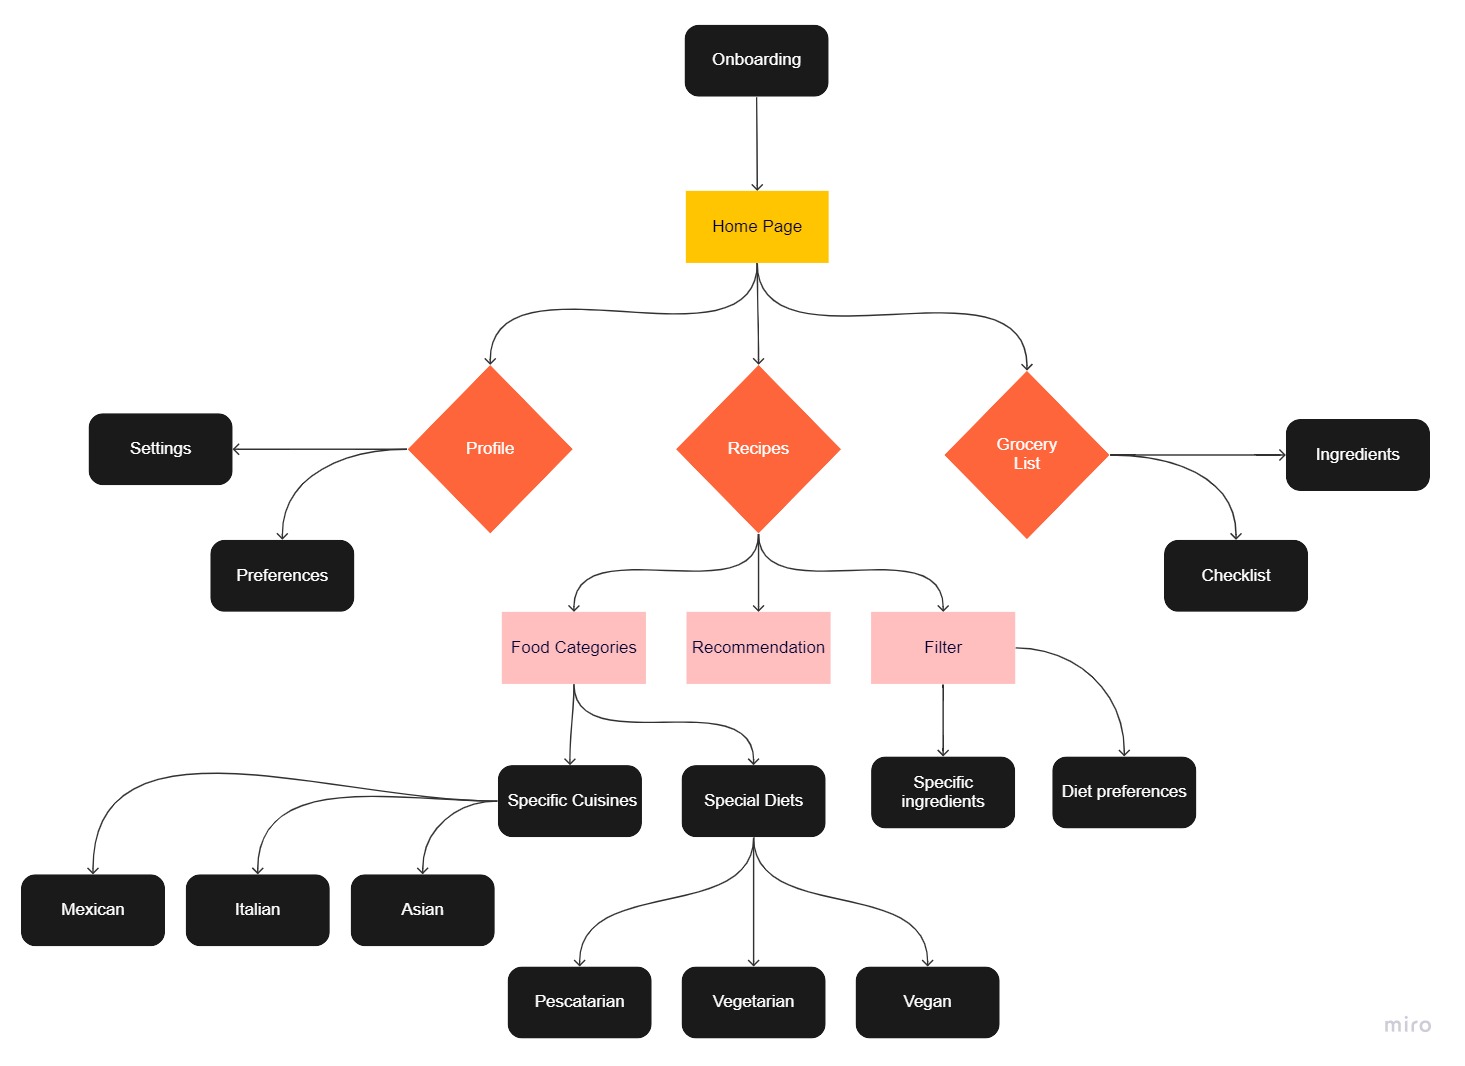 Onboarding
Home Page
Profile
Recipes
Grocery
List
Settings
Ingredients
Preferences
Checklist
Food Categories
Recommendation
Filter
Specific Cuisines
Special Diets
Specific
ingredients
Diet preferences
Mexican
Italian
Asian
Pescatarian
Vegetarian
Vegan
miro